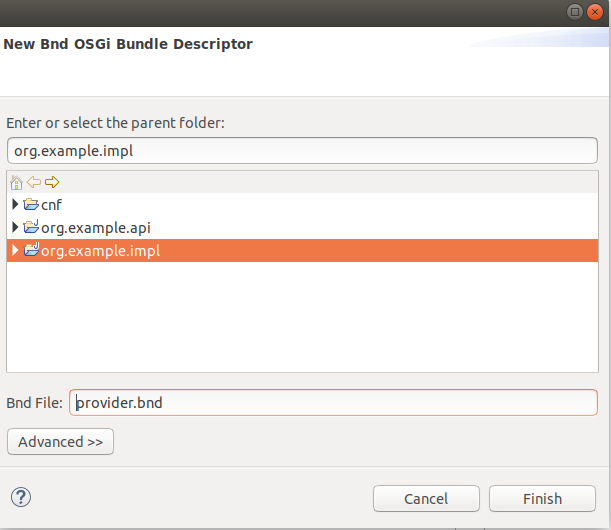 New Bnd OSGi Bundle Descriptor
Enter or select the parent folder:
org.example.impl
cnf
org.example.api
org.example.impl
Bnd File: provider.bnd
Advanced >>
Cancel Finish